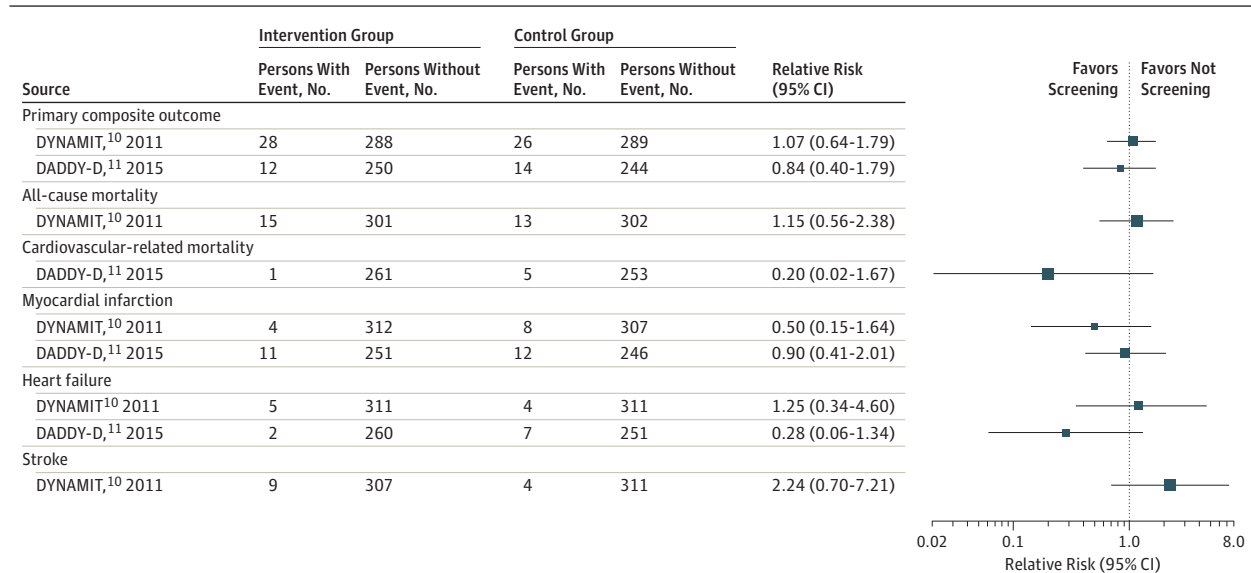 Intervention Group Control Group
Persons With Persons Without Persons With Persons Without Relative Risk Favors Favors Not
Source Event, No. Event, No. Event, No. Event, No. (95% CI) Screening Screening
Primary composite outcome
DYNAMIT,10 2011 28 288 26 289 1.07 (0.64-1.79)
DADDY-D,11 2015 12 250 14 244 0.84 (0.40-1.79)
All-cause mortality
DYNAMIT,10 2011 15 301 13 302 1.15 (0.56-2.38)
Cardiovascular-related mortality
DADDY-D,11 2015 1 261 5 253 0.20 (0.02-1.67)
Myocardial infarction
DYNAMIT,10 2011 4 312 8 307 0.50 (0.15-1.64)
DADDY-D,11 2015 11 251 12 246 0.90 (0.41-2.01)
Heart failure
DYNAMIT10 2011 5 311 4 311 1.25 (0.34-4.60)
DADDY-D,11 2015 2 260 7 251 0.28 (0.06-1.34)
Stroke
DYNAMIT,10 2011 9 307 4 311 2.24 (0.70-7.21)
0.02 0.1 1.0 8.0
Relative Risk (95% CI)